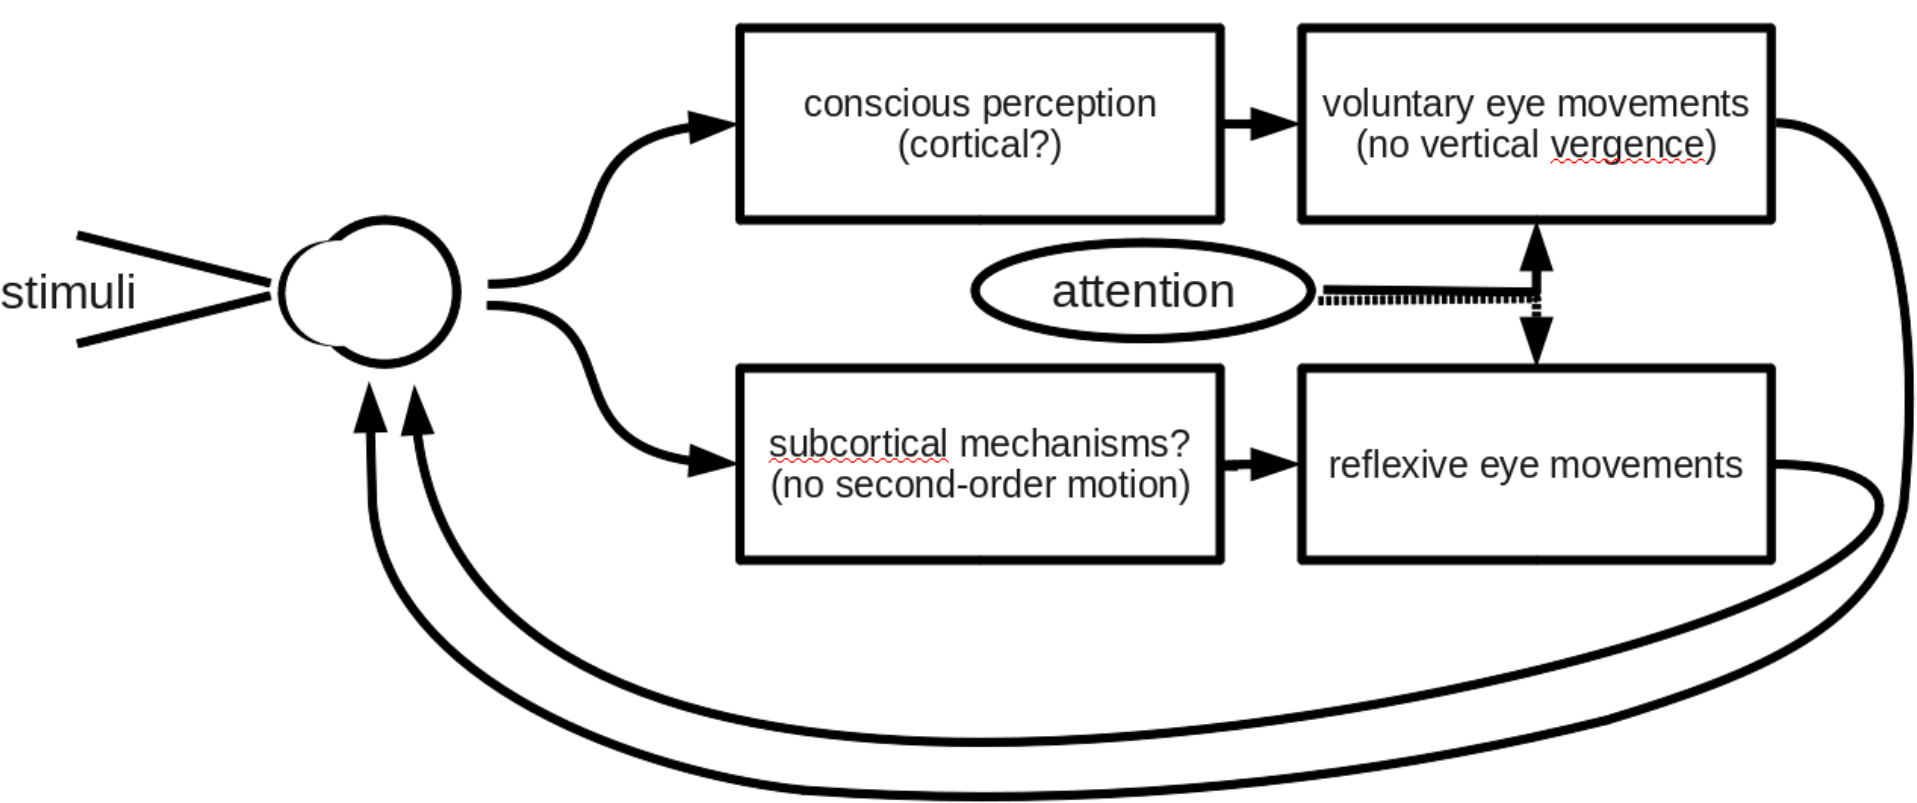 conscious perception
(cortical?)
voluntary eye movements
(no vertical vergence)
stimuli
attention
subcortical mechanisms?
(no second-order motion)
reflexive eye movements